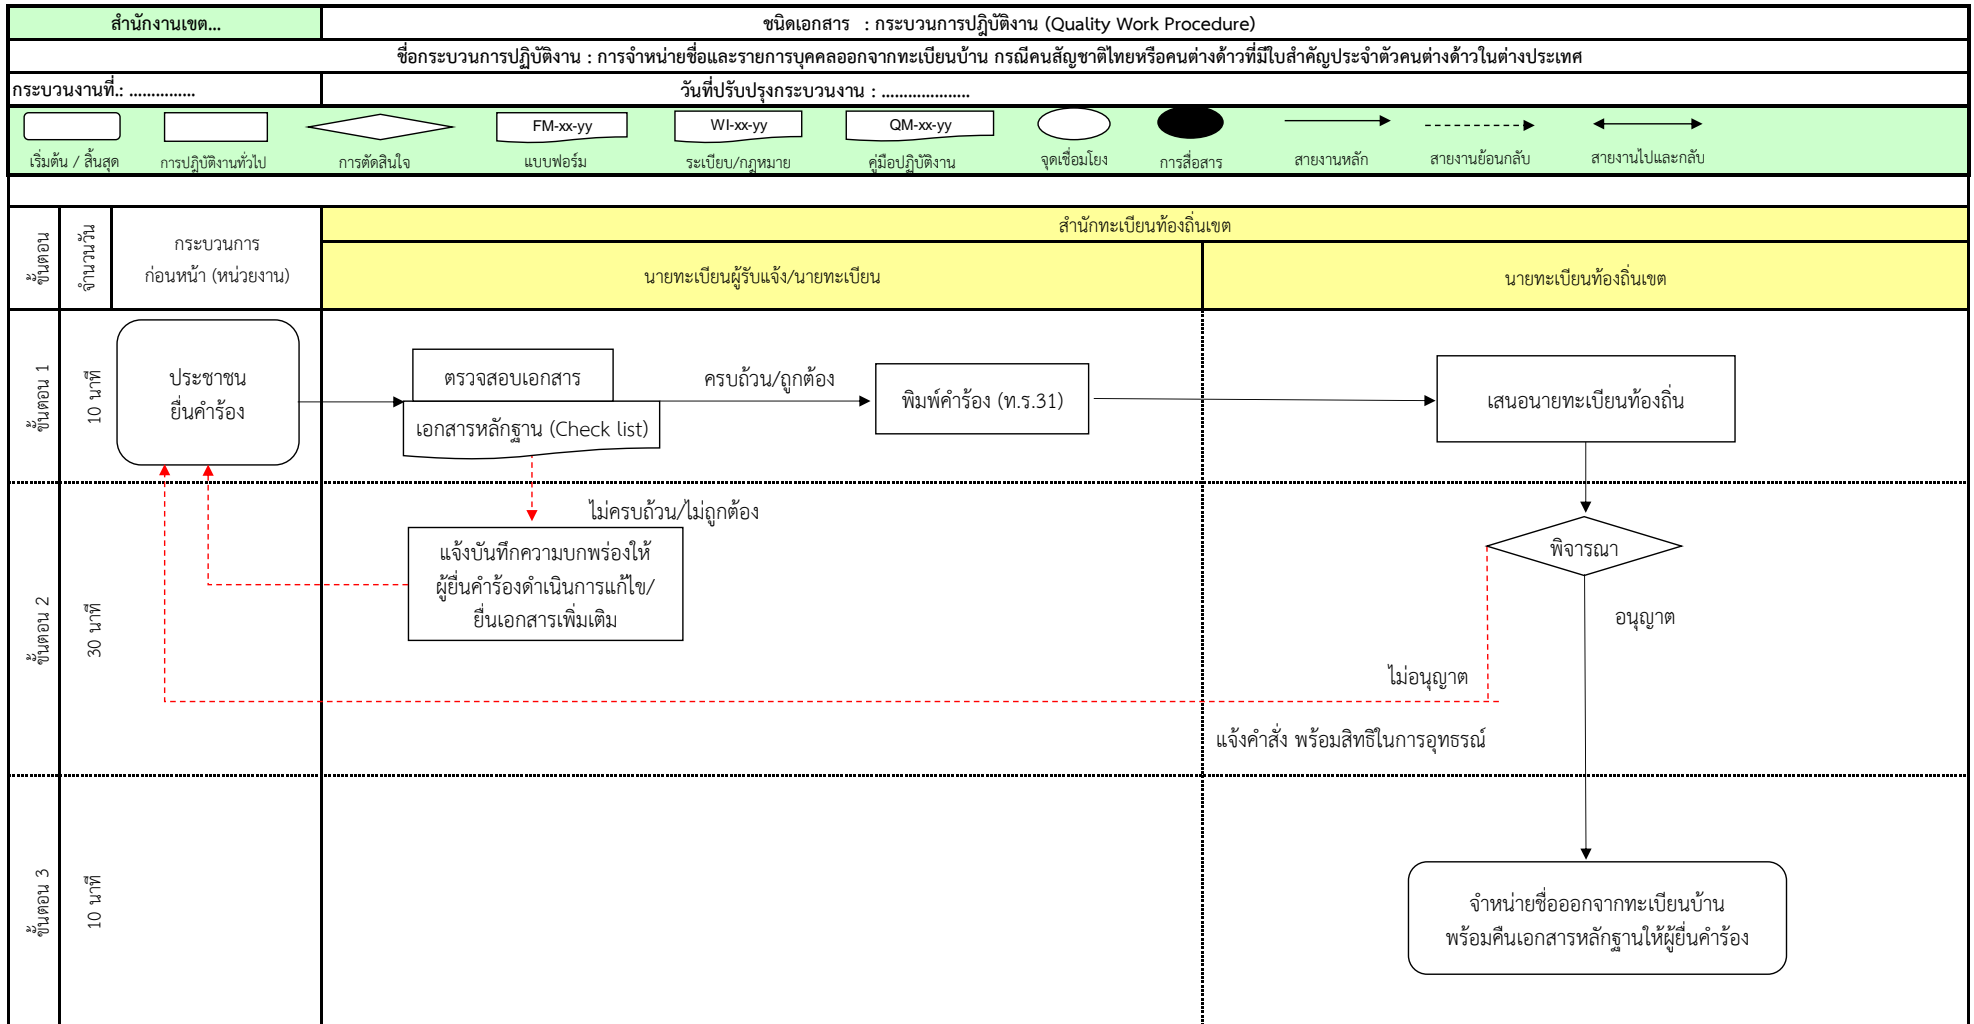 สำนักงานเขต...
ชนิดเอกสาร : กระบวนการปฎิบัติงาน (Quality Work Procedure)
ชื่อกระบวนการปฏิบัติงาน : การจำหน่ายชื่อและรายการบุคคลออกจากทะเบียนบ้าน กรณีคนสัญชาติไทยหรือคนต่างด้าวที่มีใบสำคัญประจำตัวคนต่างด้าวในต่างประเทศ
กระบวนงานที่.: ...............
วันที่ปรับปรุงกระบวนงาน : ....................
FM-xx-yy
WI-xx-yy
QM-xx-yy
เริ่มต้น / สิ้นสุด
การปฎิบัติงานทั่วไป
การตัดสินใจ
แบบฟอร์ม
ระเบียบ/กฎหมาย
คู่มือปฏิบัติงาน
จุดเชื่อมโยง
การสื่อสาร
สายงานหลัก
สายงานย้อนกลับ
สายงานไปและกลับ
ขั้นตอน
จำนวนวัน
กระบวนการ
ก่อนหน้า (หน่วยงาน)
สำนักทะเบียนท้องถิ่นเขต
นายทะเบียนผู้รับแจ้ง/นายทะเบียน
นายทะเบียนท้องถิ่นเขต
ขั้นตอน 1
10 นาที
ประชาชน
ยื่นคำร้อง
ตรวจสอบเอกสาร
เอกสารหลักฐาน (Check list)
ครบถ้วน/ถูกต้อง
พิมพ์คำร้อง (ท.ร.31)
เสนอนายทะเบียนท้องถิ่น
ขั้นตอน 2
30 นาที
ไม่ครบถ้วน/ไม่ถูกต้อง
แจ้งบันทึกความบกพร่องให้
ผู้ยื่นคำร้องดำเนินการแก้ไข/
ยื่นเอกสารเพิ่มเติม
พิจารณา
อนุญาต
ไม่อนุญาต
แจ้งคำสั่ง พร้อมสิทธิในการอุทธรณ์
ขั้นตอน 3
10 นาที
จำหน่ายชื่อออกจากทะเบียนบ้าน
พร้อมคืนเอกสารหลักฐานให้ผู้ยื่นคำร้อง